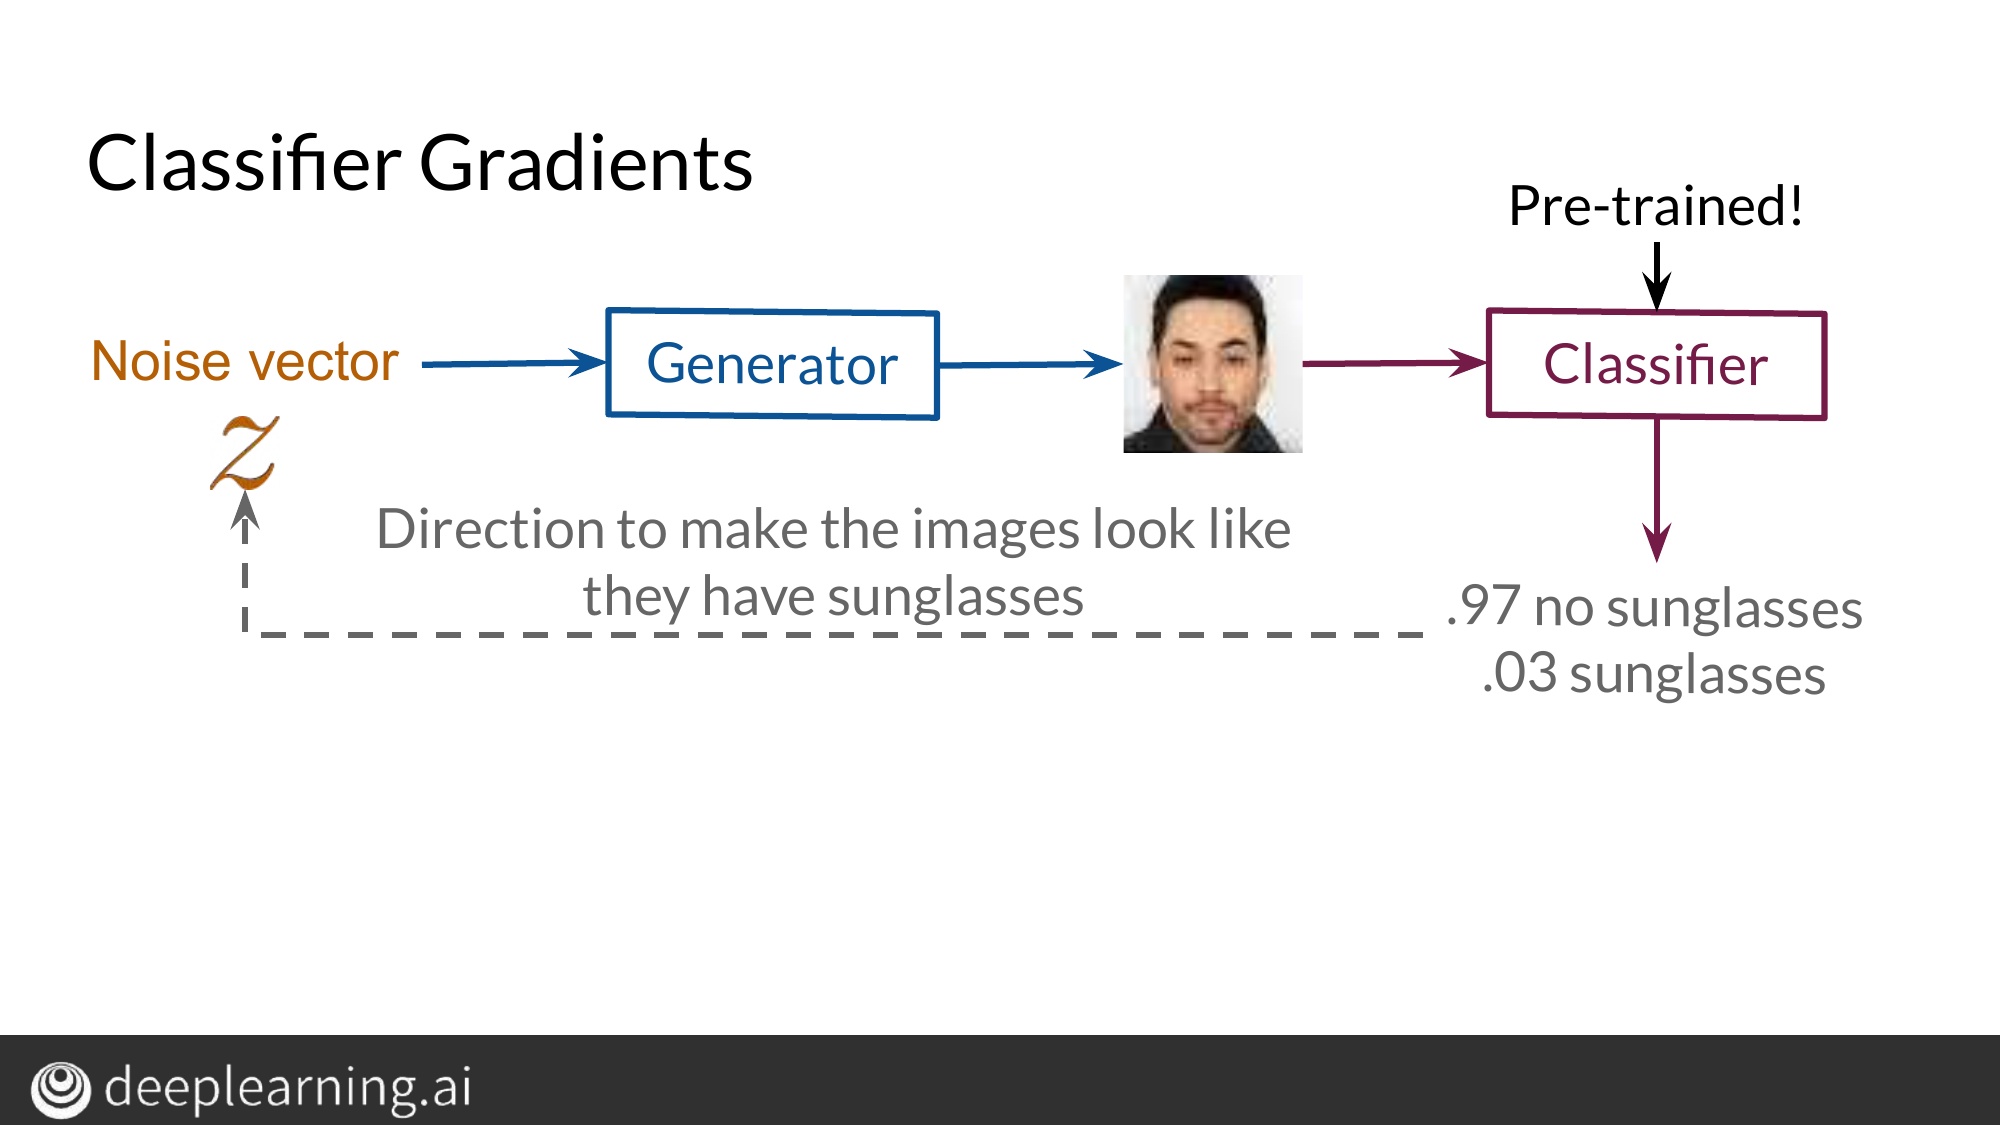 Classifier Gradients
Pre-trained!
Noise vector
Generator
Classifier
z
Direction to make the images look like
they have sunglasses
.97 no sunglasses
.03 sunglasses
deeplearning.ai